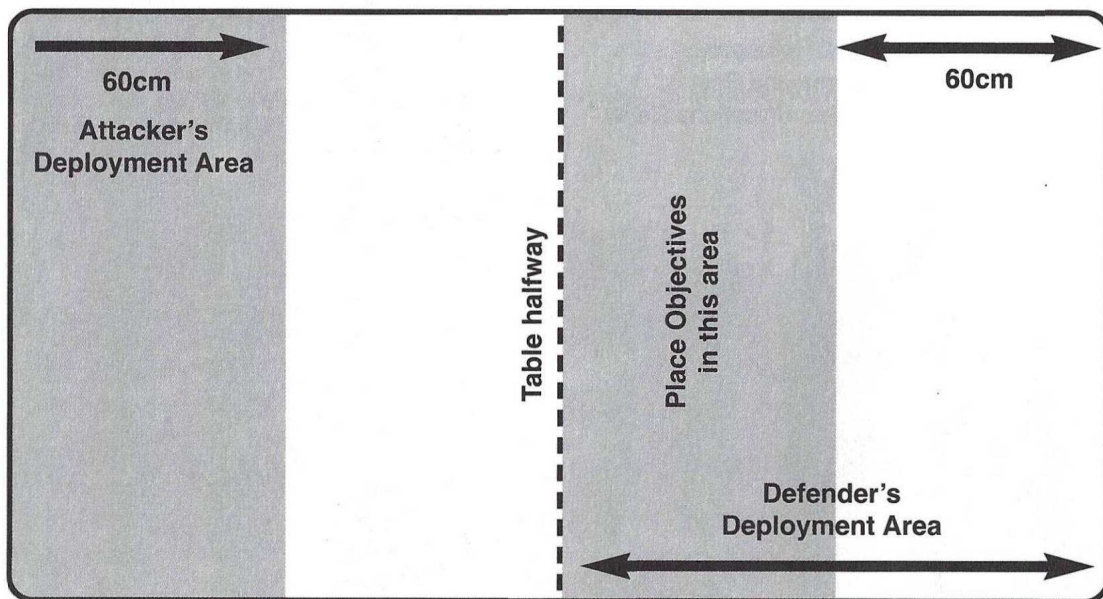 60cm
Attacker's
Deployment Area
Table halfway
Place Objectives
in this area
60cm
Defender's
Deployment Area